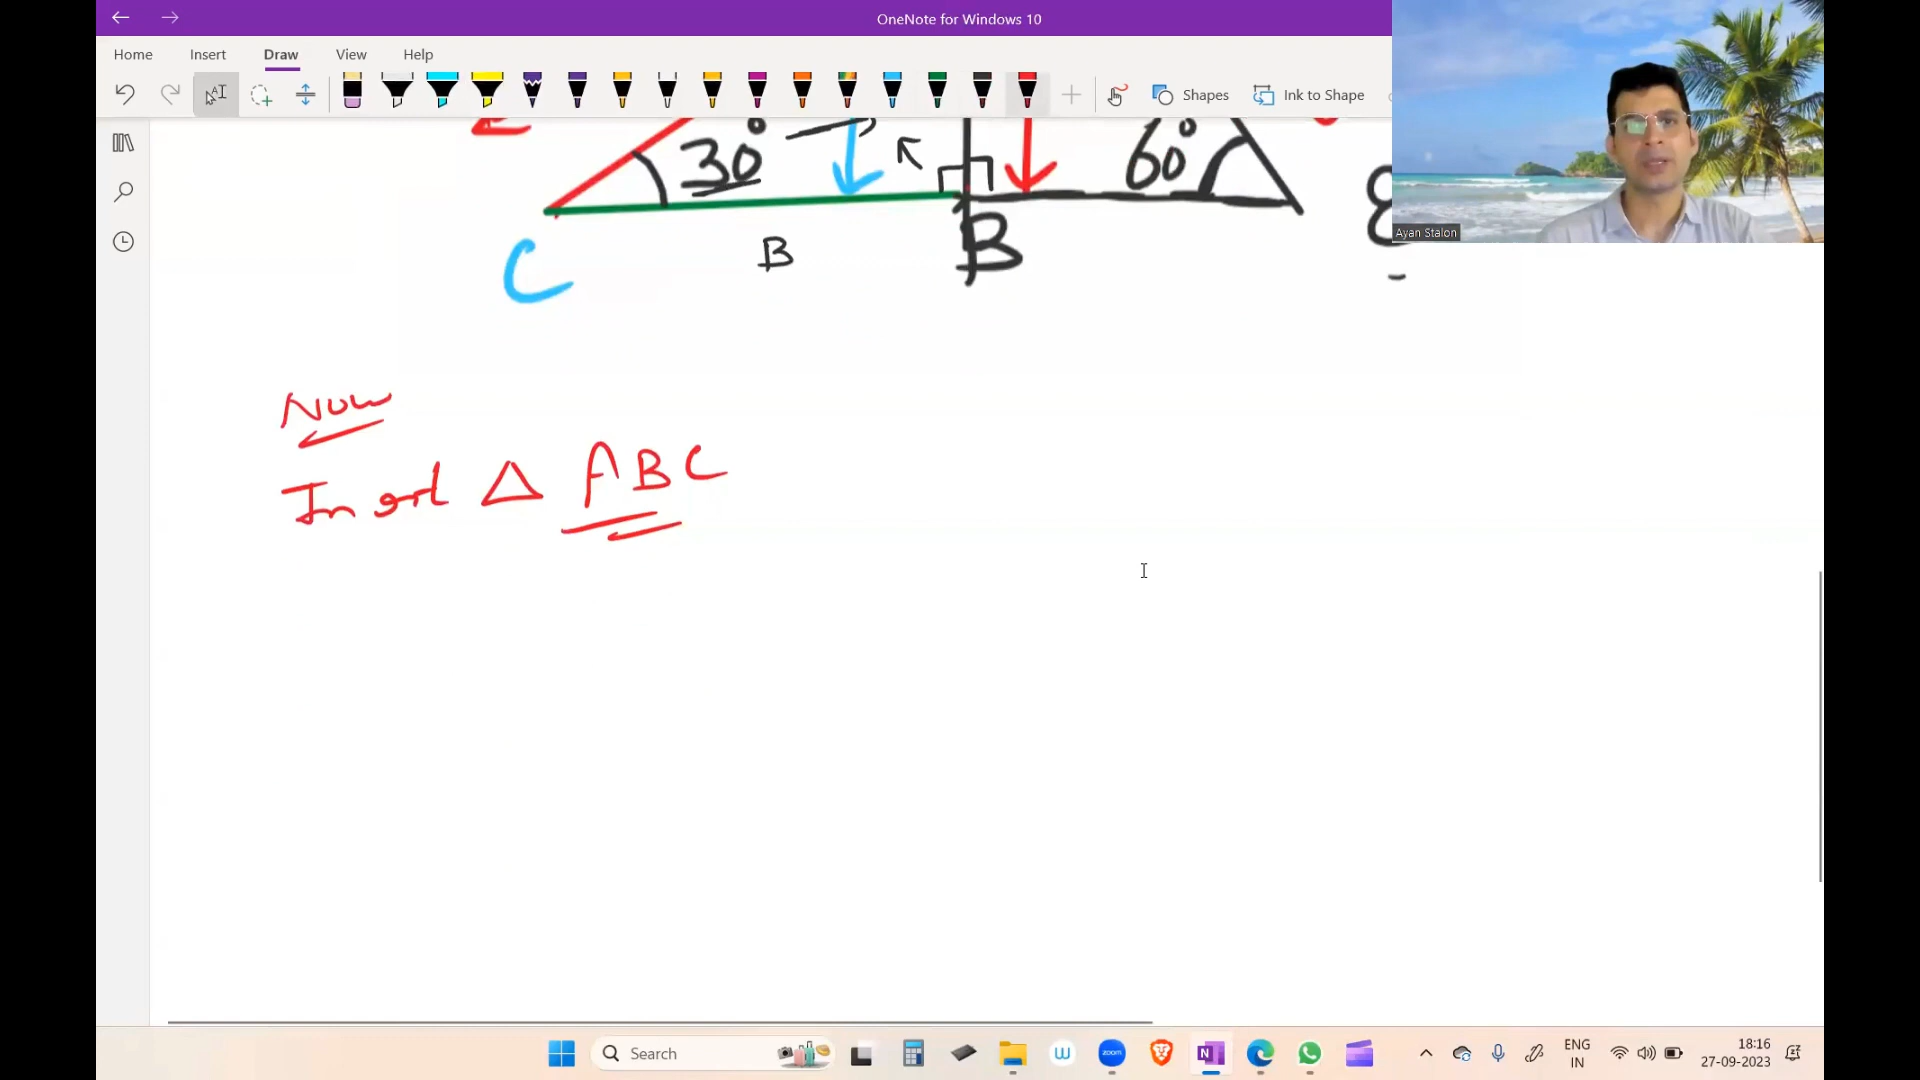 OneNote for Windows 10
Home Insert Draw View Help
Shapes Ink to Shape
Ayan Stalon
30° 60°
C B B
Now
In Δ ABC
Search
zoom
ENG
IN
18:16
27-09-2023